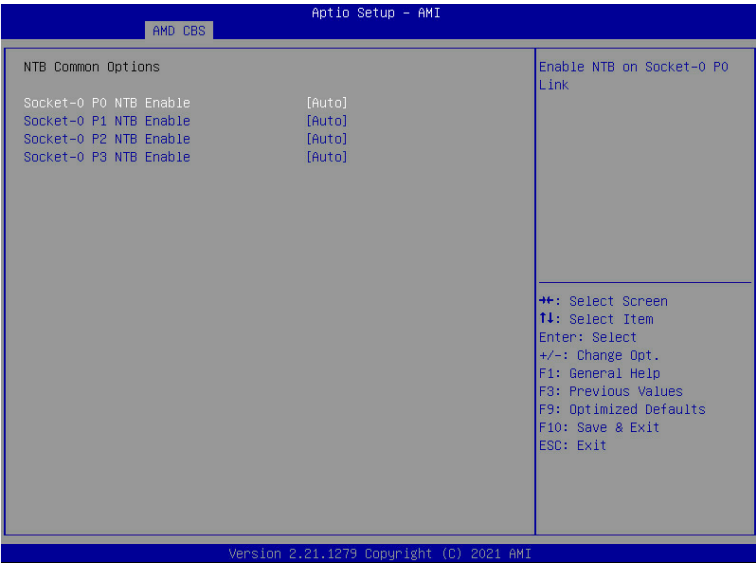 Aptio Setup – AMI
AMD CBS
NTB Common Options
Socket-0 P0 NTB Enable [Auto]
Socket-0 P1 NTB Enable [Auto]
Socket-0 P2 NTB Enable [Auto]
Socket-0 P3 NTB Enable [Auto]
Enable NTB on Socket-0 P0
Link
→←: Select Screen
↑↓: Select Item
Enter: Select
+/-: Change Opt.
F1: General Help
F3: Previous Values
F9: Optimized Defaults
F10: Save & Exit
ESC: Exit
Version 2.21.1279 Copyright (C) 2021 AMI